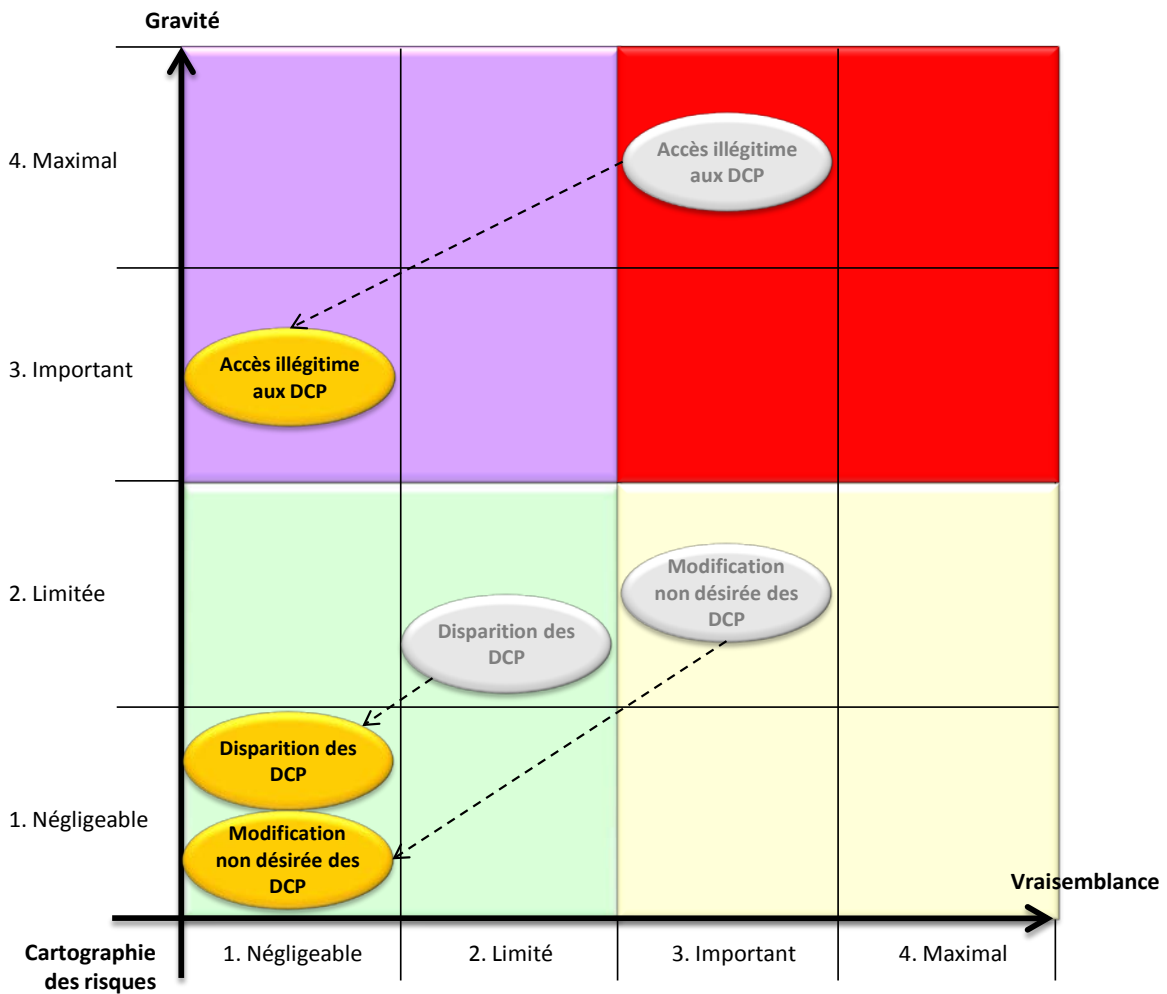 Gravité
4. Maximal
Accès illégitime
aux DCP
3. Important
Accès illégitime
aux DCP
2. Limitée
Modification
non désirée des
DCP
Disparition des
DCP
Disparition des
DCP
1. Négligeable
Modification
non désirée des
DCP
Vraisemblance
Cartographie
des risques
1. Négligeable
2. Limité
3. Important
4. Maximal